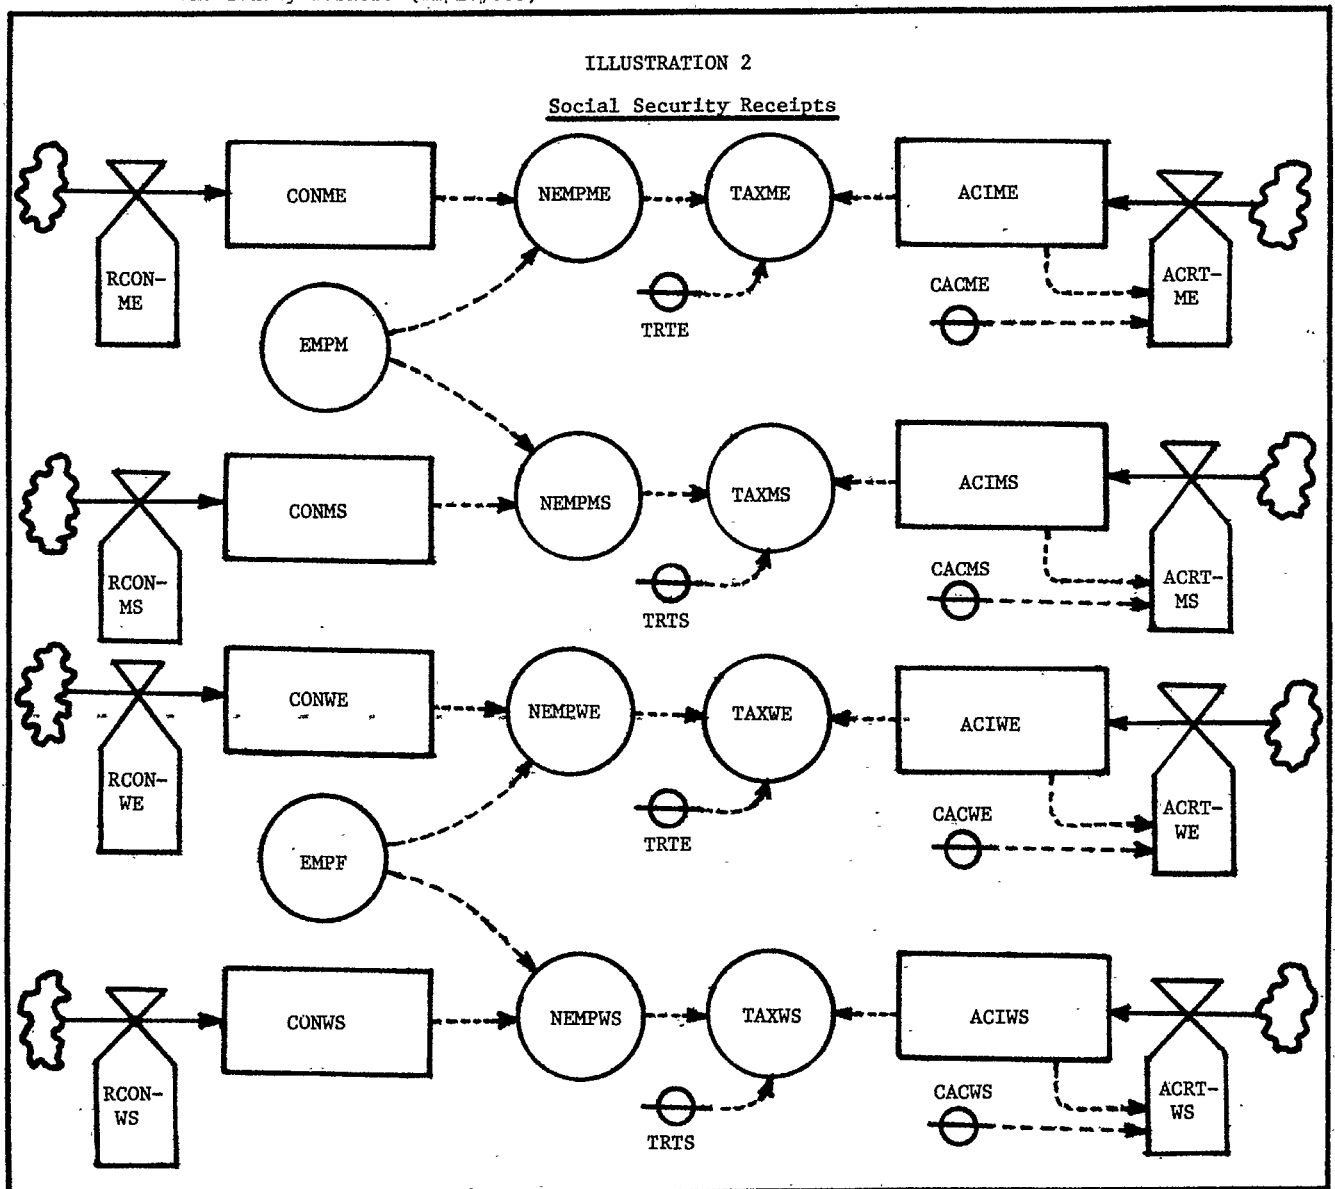 ILLUSTRATION 2
Social Security Receipts
CONME
NEMPME
TAXME
ACIME
RCON-
ME
ACRT-
ME
CACME
TRTE
EMPM
CONMS
NEMPMS
TAXMS
ACIMS
RCON-
MS
ACRT-
MS
CACMS
TRTS
CONWE
NEMPWE
TAXWE
ACIWE
RCON-
WE
ACRT-
WE
CACWE
TRTE
EMPF
CONWS
NEMPWS
TAXWS
ACIWS
RCON-
WS
ACRT-
WS
CACWS
TRTS